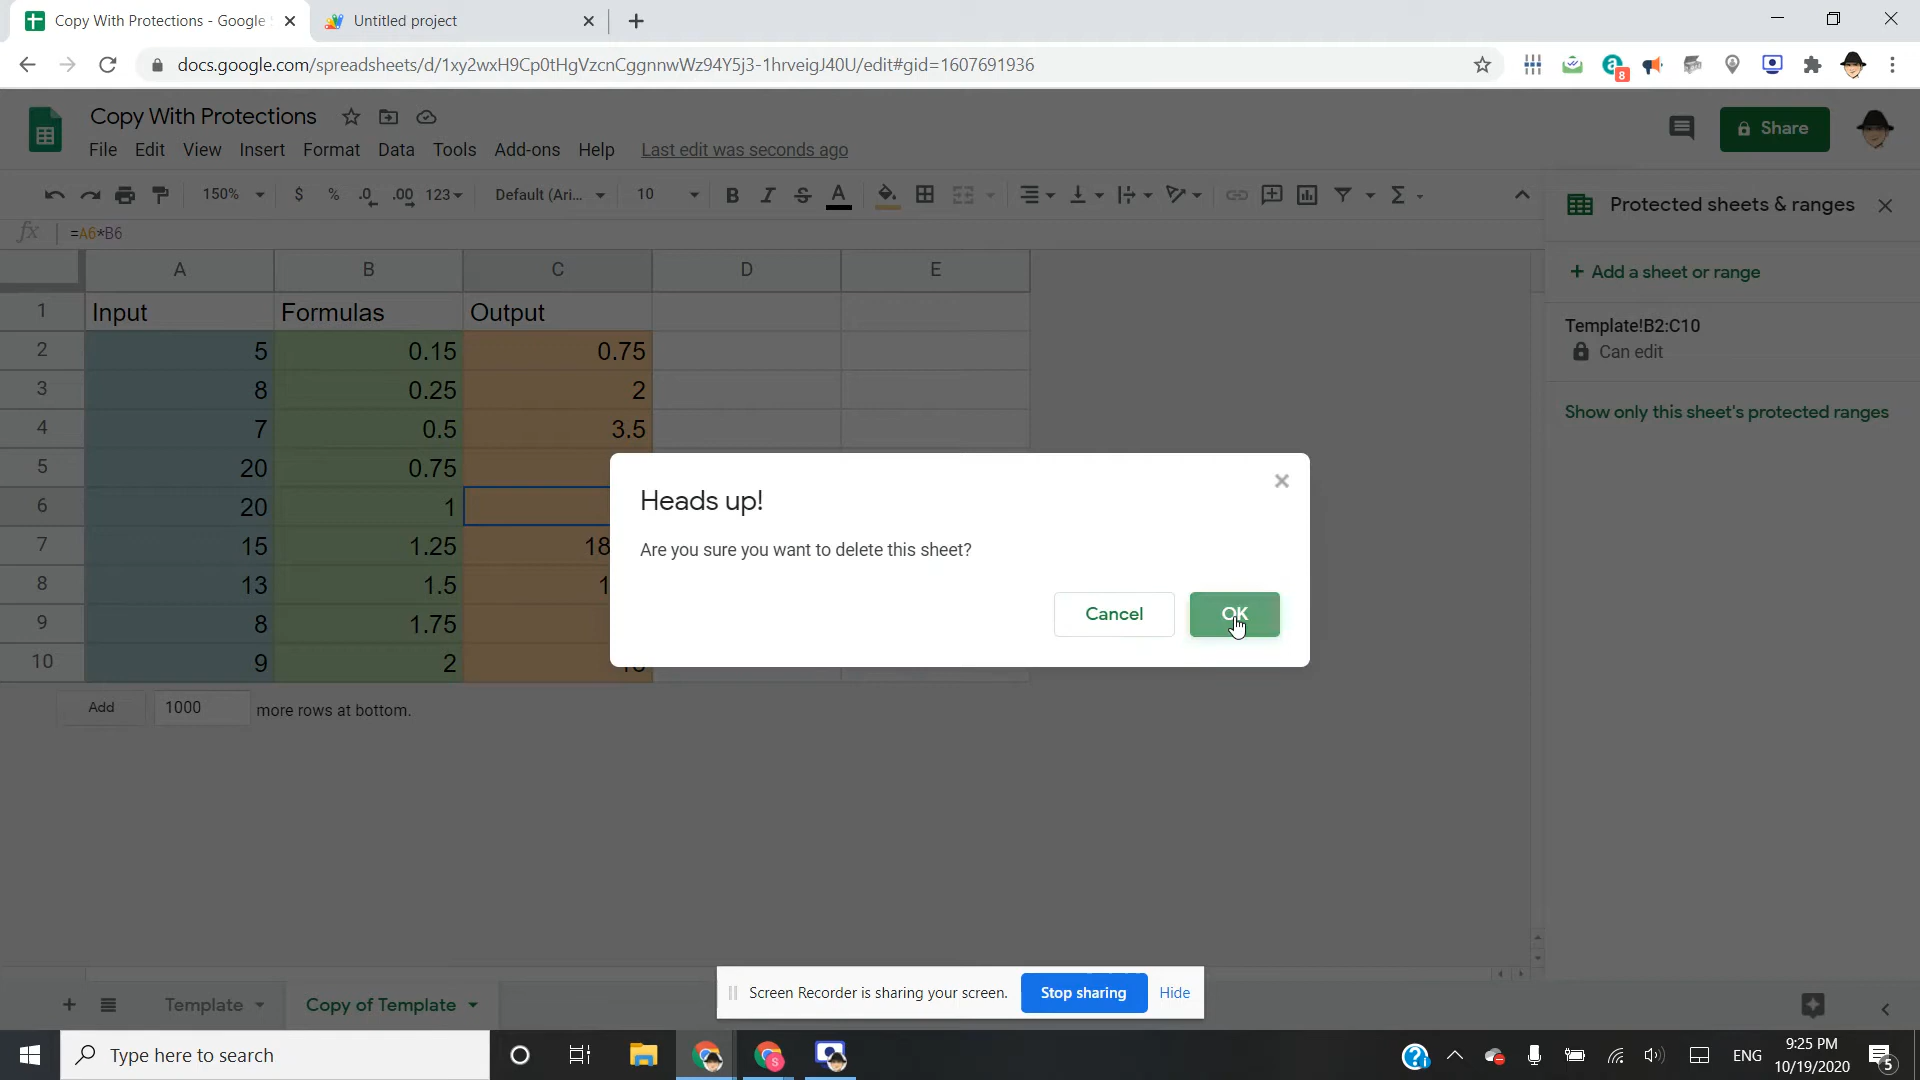 Copy With Protections - Google
Untitled project
docs.google.com/spreadsheets/d/1xy2wxH9Cp0tHgVzcnCggnnwWz94Y5j3-1hrveigJ40U/edit#gid=1607691936
8
Copy With Protections
File Edit View Insert Format Data Tools Add-ons Help Last edit was seconds ago
Share
150% $ % .0 .00 123 Default (Ari... 10 B I S A
Protected sheets & ranges
fx =A6*B6
A B C D E
+ Add a sheet or range
1 Input Formulas Output
Template!B2:C10
2 5 0.15 0.75
Can edit
3 8 0.25 2
Show only this sheet's protected ranges
4 7 0.5 3.5
5 20 0.75
6 20 1
7 15 1.25 18
8 13 1.5 1
9 8 1.75
10 9 2
Heads up!
Are you sure you want to delete this sheet?
Cancel OK
Add 1000 more rows at bottom.
Template Copy of Template
Screen Recorder is sharing your screen. Stop sharing Hide
Type here to search
S
ENG
9:25 PM
10/19/2020
5